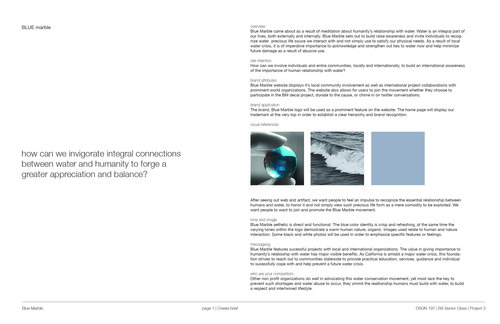 BLUE marble
how can we invigorate integral connections
between water and humanity to forge a
greater appreciation and balance?
overview
Blue Marble came about as a result of meditation about humanity's relationship with water. Water is an integral part of
our lives, both externally and internally. Blue Marble sets out to build raise awareness and invite individuals to recog-
nize water precious life souce we interact with and not simply use to satisfy our physical needs. As a result of local
water crisis, it is of imperative importance to acknowledge and strengthen out ties to water now and help minimize
future damage as a result of abusive use.
site intention
How can we involve individuals and entire communities, locally and internationally, to build an international awareness
of the importance of human relationship with water?
brand attributes
Blue Marble website displays it's local community involvement as well as international project collaborations with
prominent world organizations. The website also allows for users to join the movement whether they choose to
participate in the BM decal project, donate to the cause, or chime in on twitter conversations.
brand application
The brand, Blue Marble logo will be used as a prominent feature on the website. The home page will display our
trademark at the very top in order to establish a clear hierarchy and brand recognition.
visual references
After seeing out web and artifact, we want people to feel an impulse to recognize the essential relationship between
humans and water, to honor it and not simply view such precious life form as a mere comodity to be exploited. We
want people to want to join and promote the Blue Marble movement.
tone and image
Blue Marble sethetic is direct and functional. The blue color identity is crisp and refreshing, at the same time the
varying tones within the logo demostrate a warm human nature, organic. Images used relate to human and nature
interaction. Some black and white photos will be used in order to emphasize specific features or feelings.
messaging
Blue Marble features sucessful projects with local and international organizations. The value in giving importance to
humanity's relationship with water has major visible benefits. As California is amidst a major water crisis, this founda-
tion strives to reach out to communities statewide to provide practical education, services, guidance and individual
to sucessfully cope with and help prevent a future water crisis.
who are your competitors
Other non profit organizations do well in advocating this water conservation movement, yet most lack the key to
prevent such shortages and water abuse to occur, they ommit the relationship humans must build with water, to build
a respect and intertwined lifestyle.
Blue Marble
page 1 | Create brief
DSGN 197 | BA Senior Class | Project 3